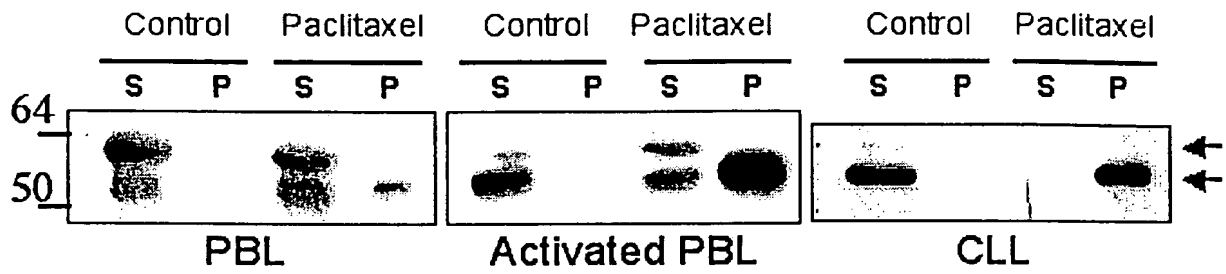 Control Paclitaxel Control Paclitaxel Control Paclitaxel
S P S P S P S P S P S P
64
50
PBL Activated PBL CLL